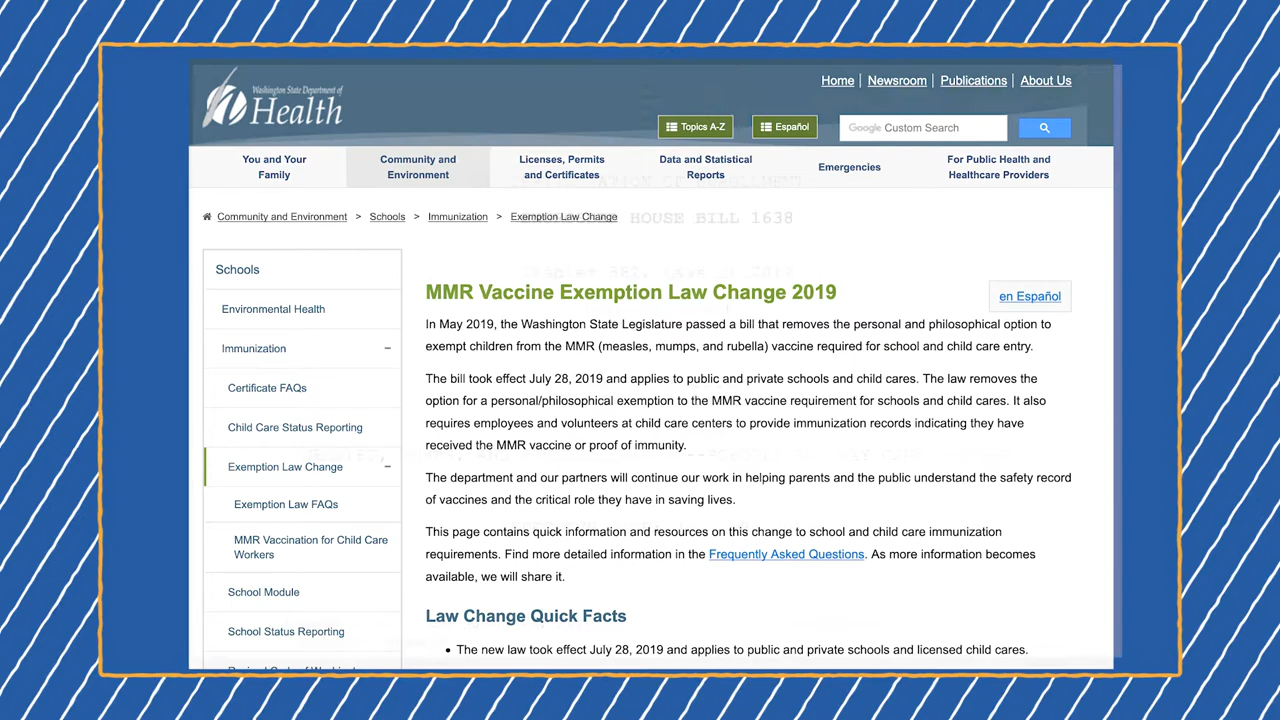 Washington State Department of
Health
Home | Newsroom | Publications | About Us
Topics A-Z
Español
Google Custom Search
You and Your
Family
Community and
Environment
Licenses, Permits
and Certificates
Data and Statistical
Reports
Emergencies
For Public Health and
Healthcare Providers
Community and Environment > Schools > Immunization > Exemption Law Change
HOUSE BILL 1638
Schools
Environmental Health
Immunization
Certificate FAQs
Child Care Status Reporting
Exemption Law Change
Exemption Law FAQs
MMR Vaccination for Child Care
Workers
School Module
School Status Reporting
MMR Vaccine Exemption Law Change 2019
en Español
In May 2019, the Washington State Legislature passed a bill that removes the personal and philosophical option to
exempt children from the MMR (measles, mumps, and rubella) vaccine required for school and child care entry.
The bill took effect July 28, 2019 and applies to public and private schools and child cares. The law removes the
option for a personal/philosophical exemption to the MMR vaccine requirement for schools and child cares. It also
requires employees and volunteers at child care centers to provide immunization records indicating they have
received the MMR vaccine or proof of immunity.
The department and our partners will continue our work in helping parents and the public understand the safety record
of vaccines and the critical role they have in saving lives.
This page contains quick information and resources on this change to school and child care immunization
requirements. Find more detailed information in the Frequently Asked Questions. As more information becomes
available, we will share it.
Law Change Quick Facts
• The new law took effect July 28, 2019 and applies to public and private schools and licensed child cares.